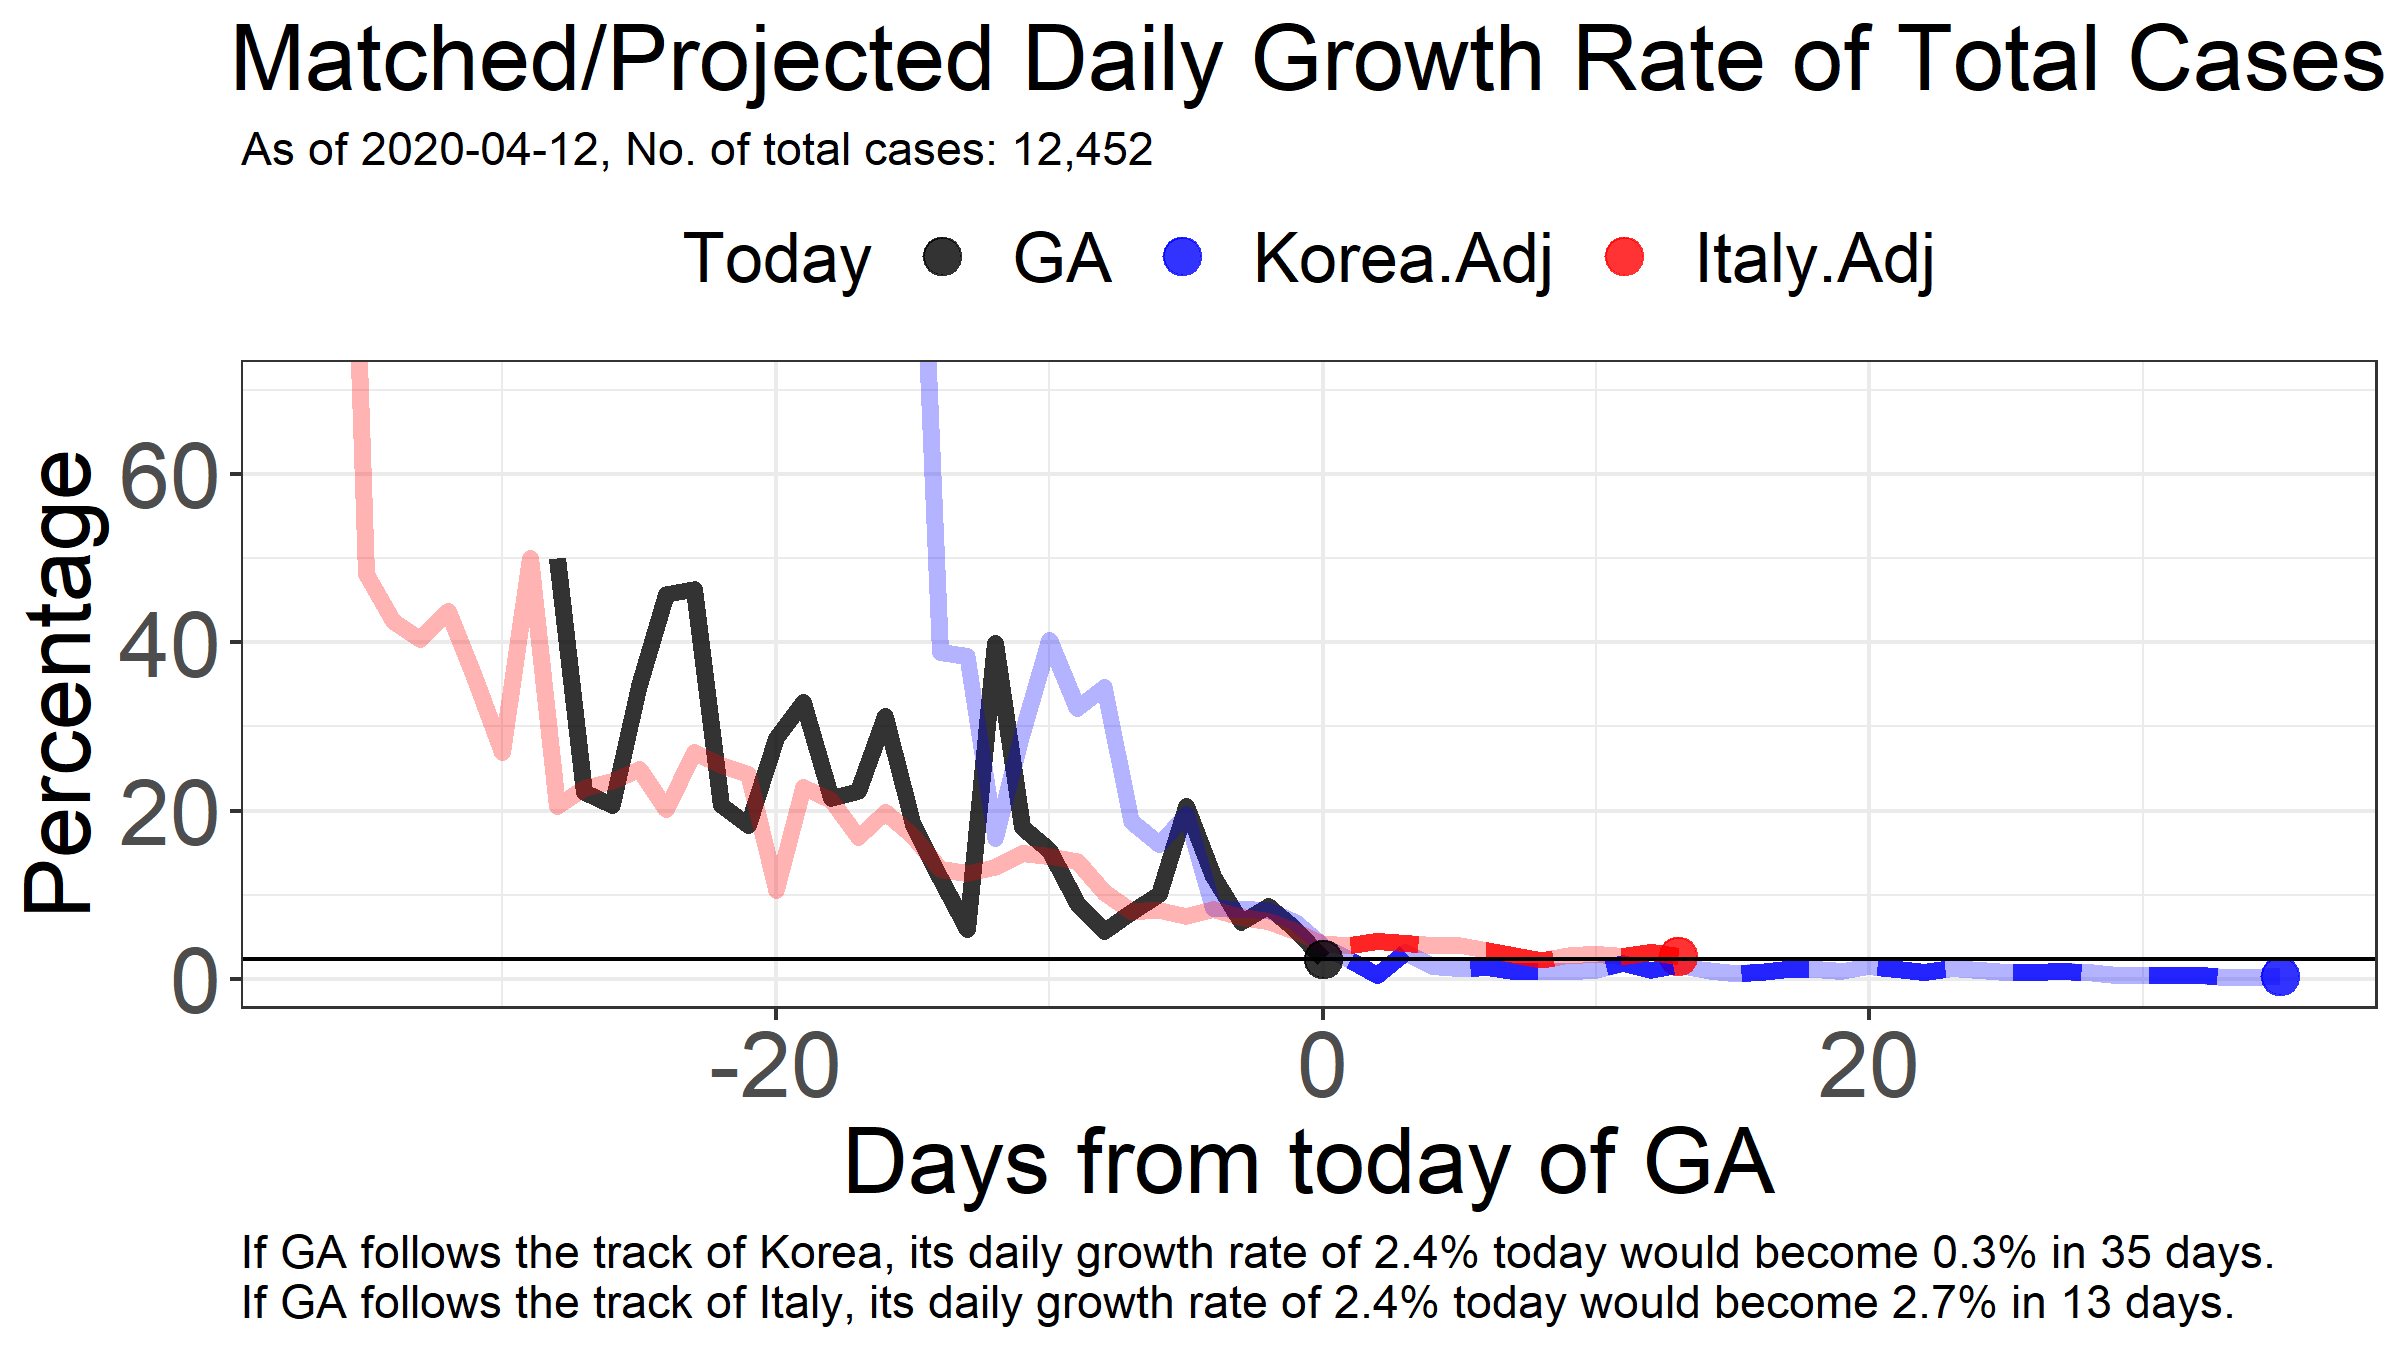 Matched/Projected Daily Growth Rate of Total Cases
As of 2020-04-12, No. of total cases: 12,452
Today GA Korea.Adj Italy.Adj
Percentage
60
40
20
0
-20 0 20
Days from today of GA
If GA follows the track of Korea, its daily growth rate of 2.4% today would become 0.3% in 35 days.
If GA follows the track of Italy, its daily growth rate of 2.4% today would become 2.7% in 13 days.